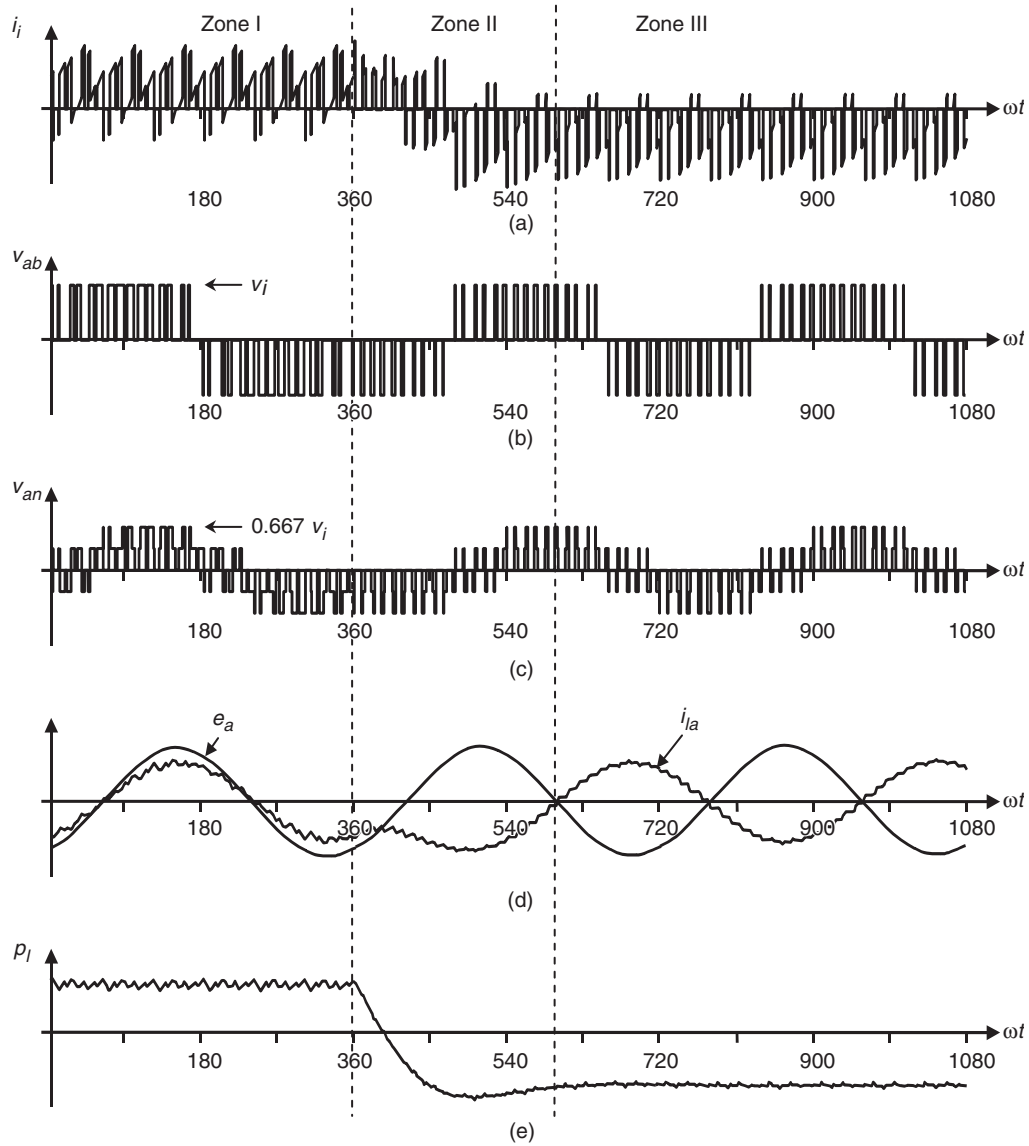 Zone I Zone II Zone III
i_i
ωt
180 360 540 720 900 1080
(a)
v_ab
v_i
ωt
180 360 540 720 900 1080
(b)
v_an
0.667 v_i
ωt
180 360 540 720 900 1080
(c)
e_a i_la
ωt
180 360 540 720 900 1080
(d)
p_l
ωt
180 360 540 720 900 1080
(e)